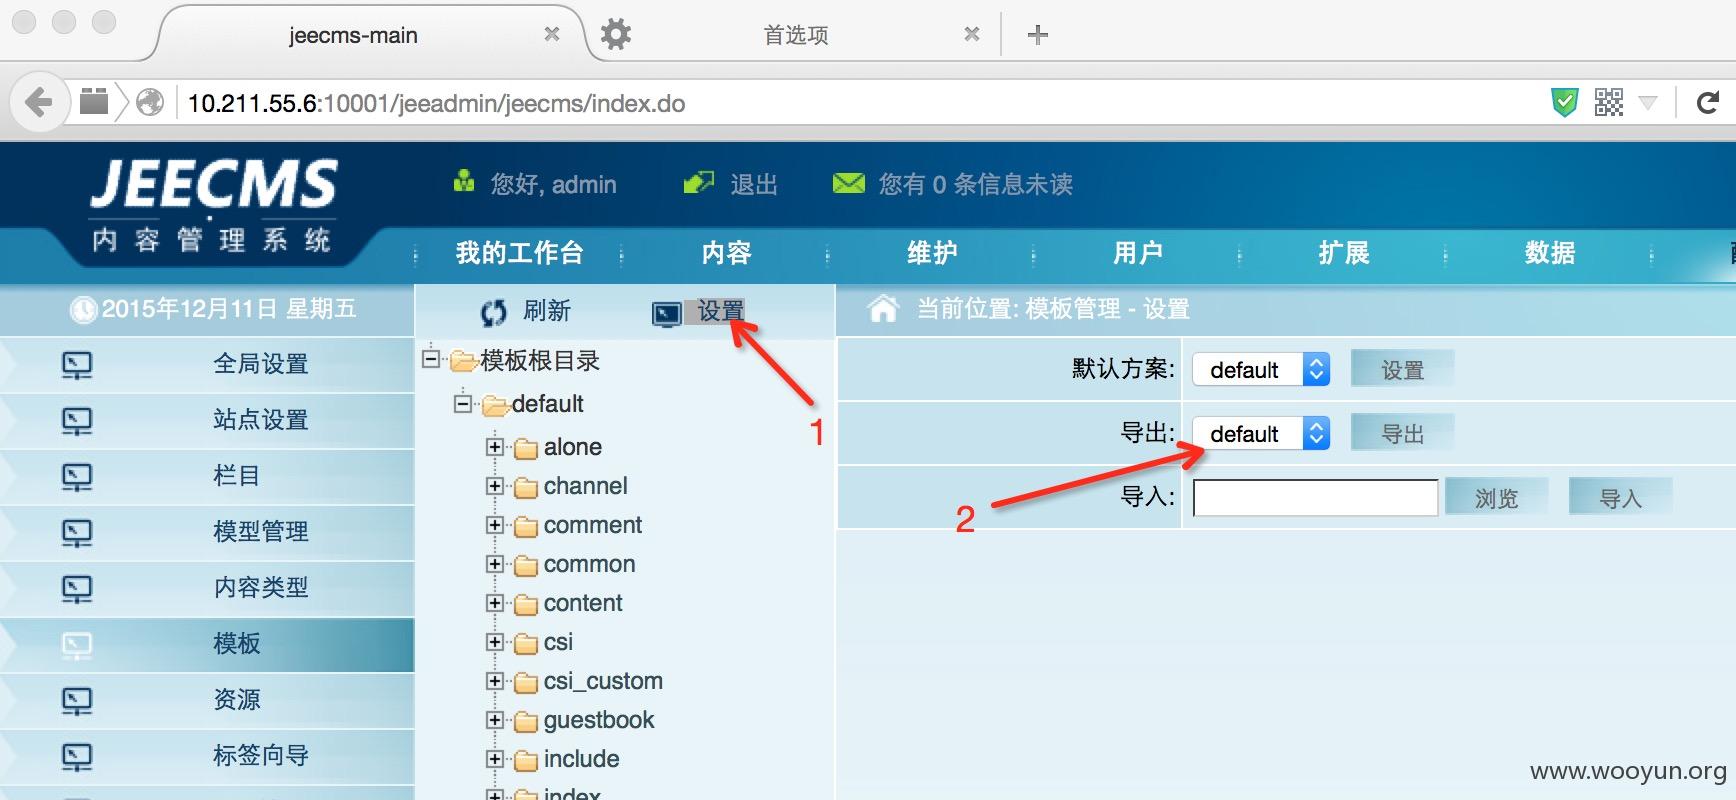 jeecms-main
首选项
10.211.55.6:10001/jeeadmin/jeecms/index.do
JEECMS
内容管理系统
您好, admin
退出
您有 0 条信息未读
我的工作台
内容
维护
用户
扩展
数据
2015年12月11日 星期五
刷新
设置
当前位置: 模板管理 - 设置
全局设置
站点设置
栏目
模型管理
内容类型
模板
资源
标签向导
模板根目录
default
alone
channel
comment
common
content
csi
csi_custom
guestbook
include
index
默认方案: default 设置
导出: default 导出
导入: 浏览 导入
1
2
www.wooyun.org